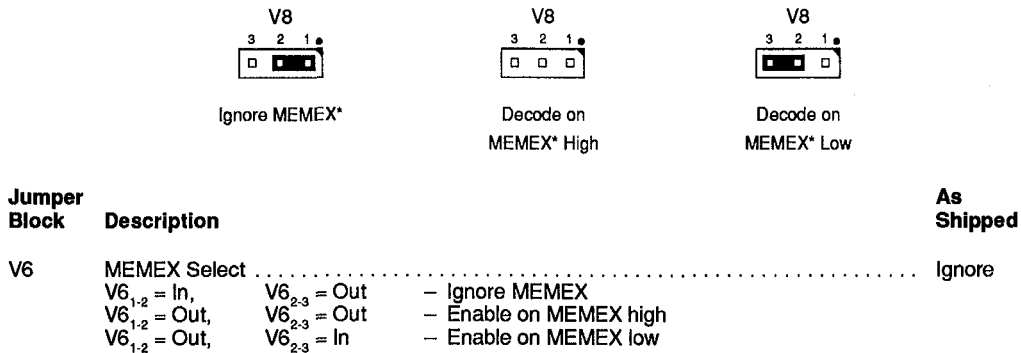 V8 V8 V8
3 2 1 3 2 1 3 2 1
Ignore MEMEX* Decode on Decode on
MEMEX* High MEMEX* Low
Jumper As
Block Description Shipped
V6 MEMEX Select ........................................................................ Ignore
V6₁₋₂ = In, V6₂₋₃ = Out – Ignore MEMEX
V6₁₋₂ = Out, V6₂₋₃ = Out – Enable on MEMEX high
V6₁₋₂ = Out, V6₂₋₃ = In – Enable on MEMEX low